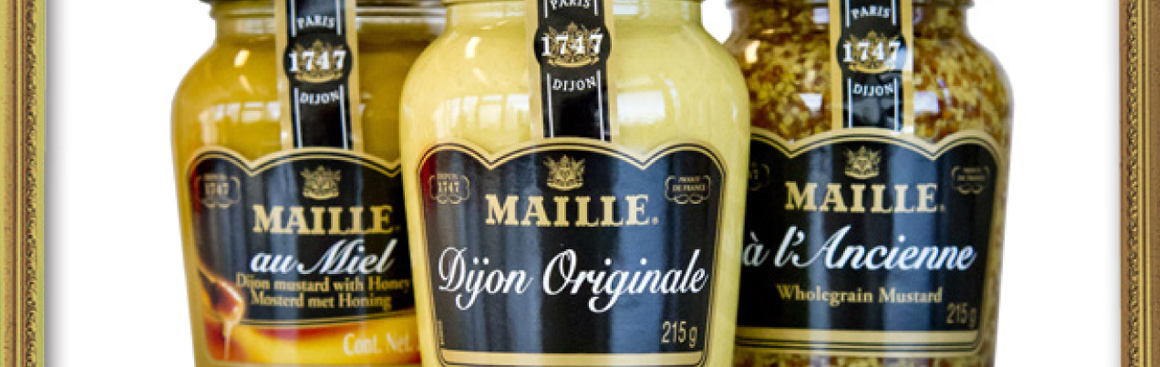 PARIS
1747
DIJON
DEPUIS
1747
MAILLE
au Miel
Dijon mustard with Honey
Mosterd met Honing
Cont. Net.
PARIS
1747
DIJON
DEPUIS
1747
PRODUIT
DE FRANCE
MAILLE®
Dijon Originale
215 g
PARIS
1747
DIJON
MAILLE®
à l'Ancienne
Wholegrain Mustard
215 g